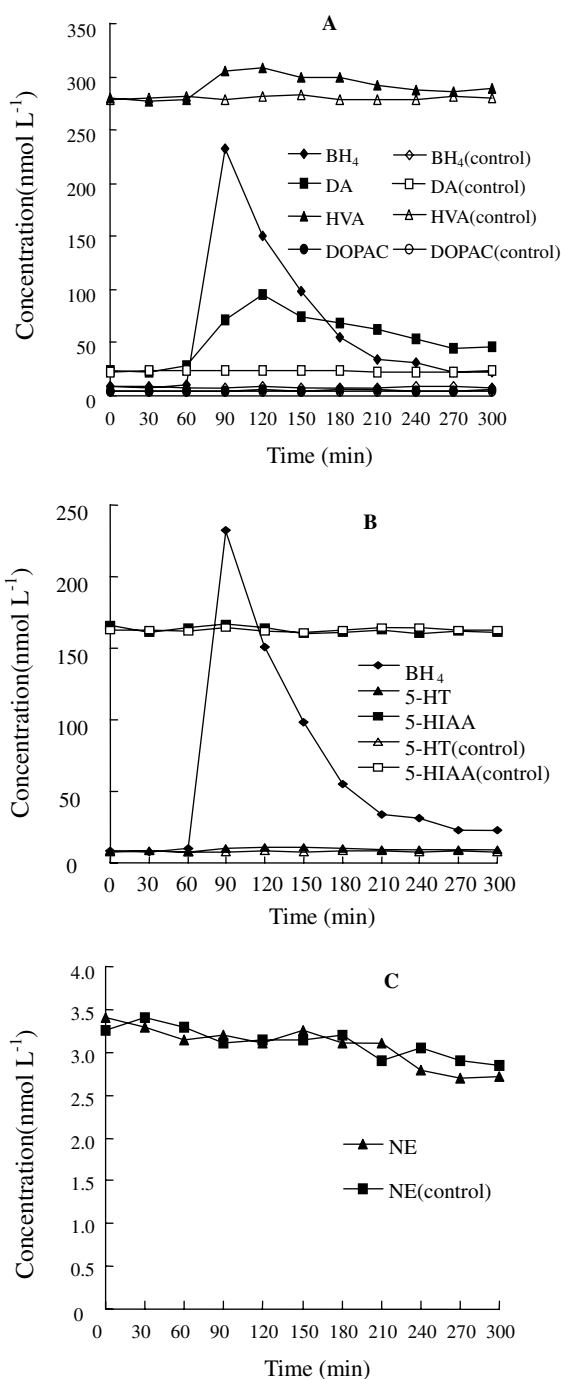 A
Concentration(nmol L⁻¹)
350
300
250
200
150
100
50
0
BH₄ BH₄(control)
DA DA(control)
HVA HVA(control)
DOPAC DOPAC(control)
0 30 60 90 120 150 180 210 240 270 300
Time (min)
B
Concentration(nmol L⁻¹)
250
200
150
100
50
0
BH₄
5-HT
5-HIAA
5-HT(control)
5-HIAA(control)
0 30 60 90 120 150 180 210 240 270 300
Time (min)
C
Concentration(nmol L⁻¹)
4.0
3.5
3.0
2.5
2.0
1.5
1.0
0.5
0
NE
NE(control)
0 30 60 90 120 150 180 210 240 270 300
Time (min)